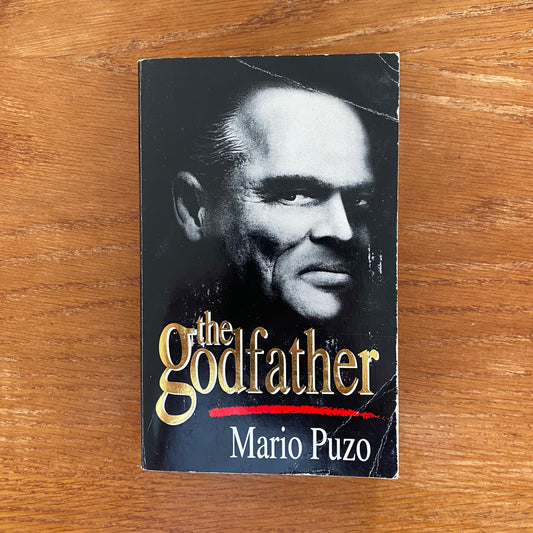 the
godfather
Mario Puzo